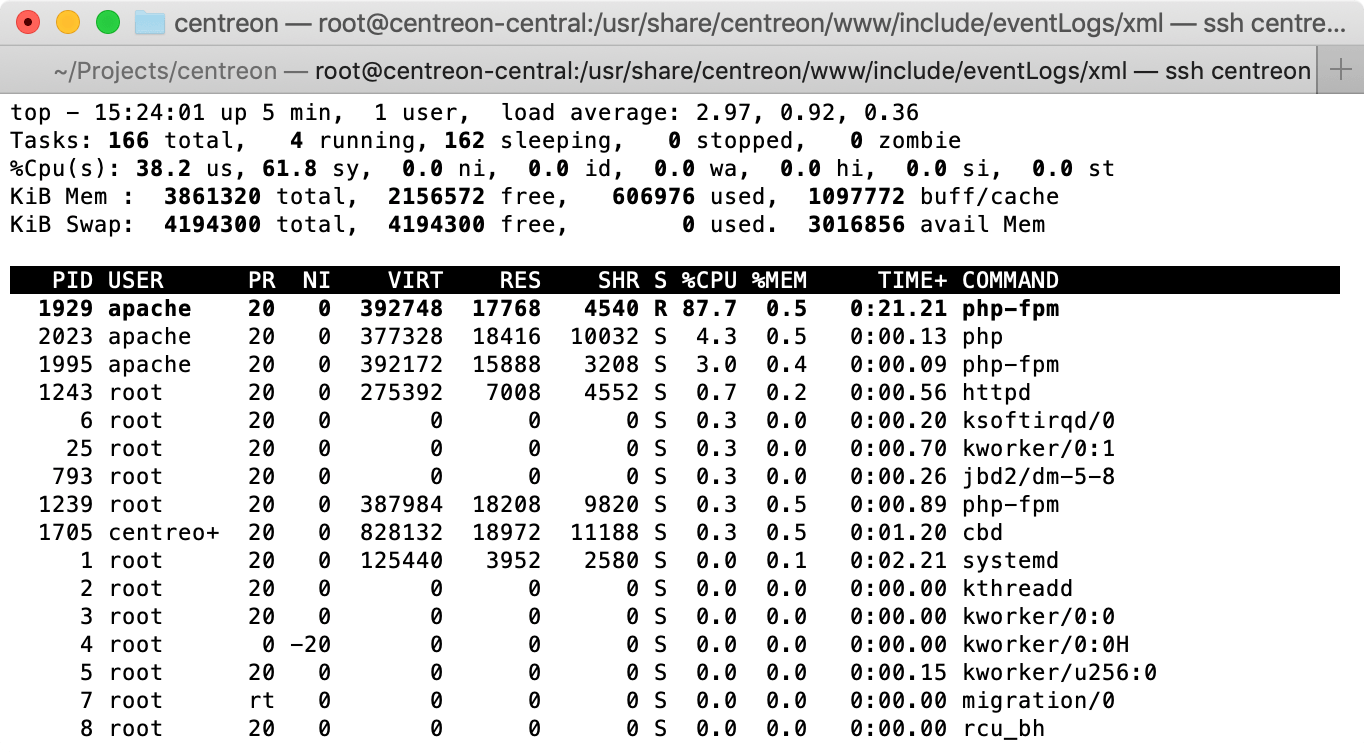 centreon — root@centreon-central:/usr/share/centreon/www/include/eventLogs/xml — ssh centre...
~/Projects/centreon — root@centreon-central:/usr/share/centreon/www/include/eventLogs/xml — ssh centreon
top - 15:24:01 up 5 min,  1 user,  load average: 2.97, 0.92, 0.36
Tasks: 166 total,   4 running, 162 sleeping,   0 stopped,   0 zombie
%Cpu(s): 38.2 us, 61.8 sy,  0.0 ni,  0.0 id,  0.0 wa,  0.0 hi,  0.0 si,  0.0 st
KiB Mem :  3861320 total,  2156572 free,   606976 used,  1097772 buff/cache
KiB Swap:  4194300 total,  4194300 free,        0 used.  3016856 avail Mem
   PID USER      PR  NI    VIRT    RES    SHR S %CPU %MEM     TIME+ COMMAND
  1929 apache    20   0  392748  17768   4540 R 87.7  0.5   0:21.21 php-fpm
  2023 apache    20   0  377328  18416  10032 S  4.3  0.5   0:00.13 php
  1995 apache    20   0  392172  15888   3208 S  3.0  0.4   0:00.09 php-fpm
  1243 root      20   0  275392   7008   4552 S  0.7  0.2   0:00.56 httpd
     6 root      20   0       0      0      0 S  0.3  0.0   0:00.20 ksoftirqd/0
    25 root      20   0       0      0      0 S  0.3  0.0   0:00.70 kworker/0:1
   793 root      20   0       0      0      0 S  0.3  0.0   0:00.26 jbd2/dm-5-8
  1239 root      20   0  387984  18208   9820 S  0.3  0.5   0:00.89 php-fpm
  1705 centreo+  20   0  828132  18972  11188 S  0.3  0.5   0:01.20 cbd
     1 root      20   0  125440   3952   2580 S  0.0  0.1   0:02.21 systemd
     2 root      20   0       0      0      0 S  0.0  0.0   0:00.00 kthreadd
     3 root      20   0       0      0      0 S  0.0  0.0   0:00.00 kworker/0:0
     4 root       0 -20       0      0      0 S  0.0  0.0   0:00.00 kworker/0:0H
     5 root      20   0       0      0      0 S  0.0  0.0   0:00.15 kworker/u256:0
     7 root      rt   0       0      0      0 S  0.0  0.0   0:00.00 migration/0
     8 root      20   0       0      0      0 S  0.0  0.0   0:00.00 rcu_bh